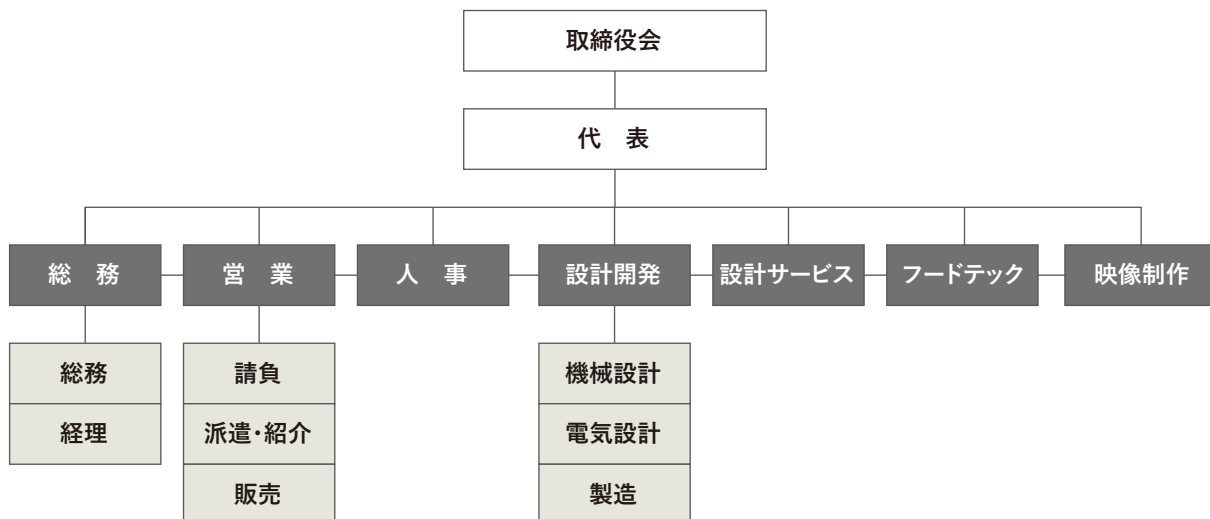 取締役会
代　表
総　務
営　業
人　事
設計開発
設計サービス
フードテック
映像制作
総務
経理
請負
派遣・紹介
販売
機械設計
電気設計
製造